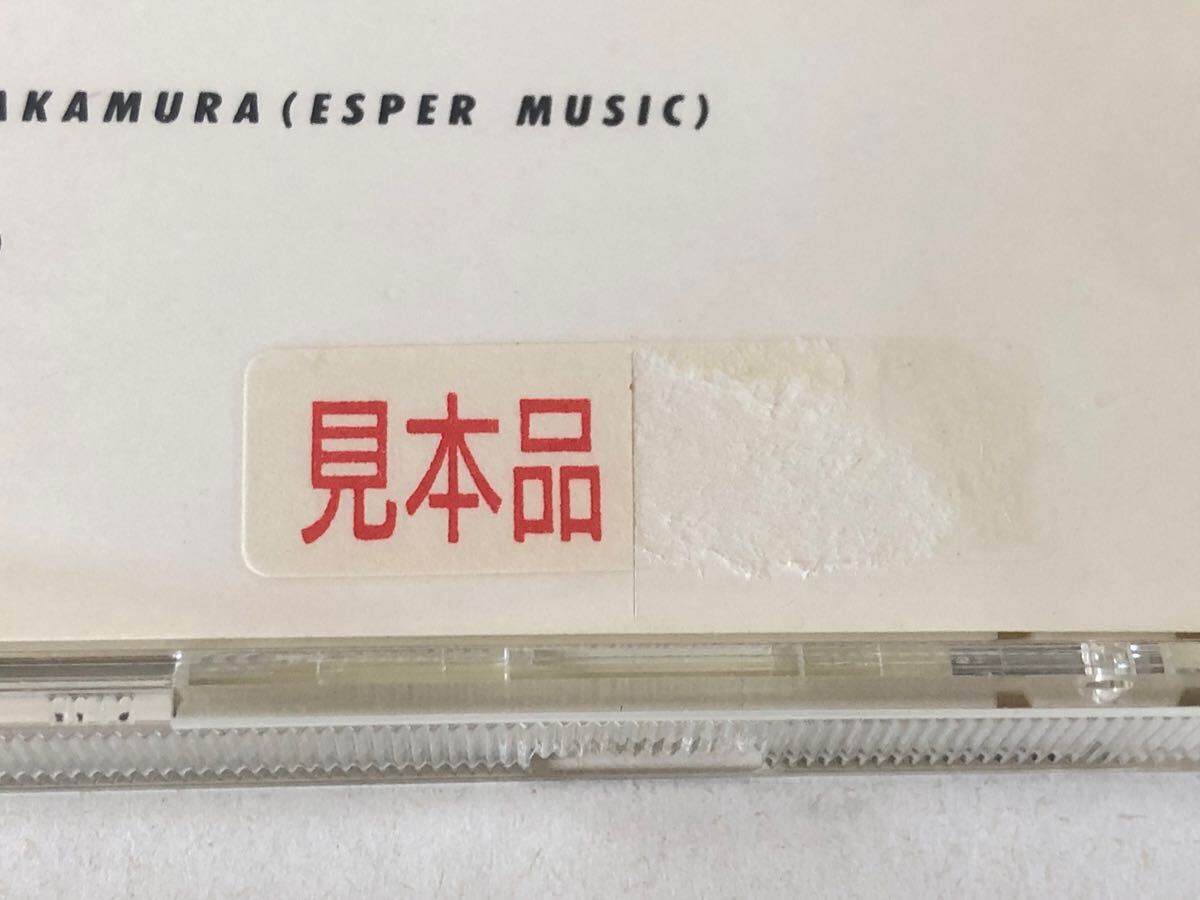 AKAMURA (ESPER MUSIC)
)
見本品